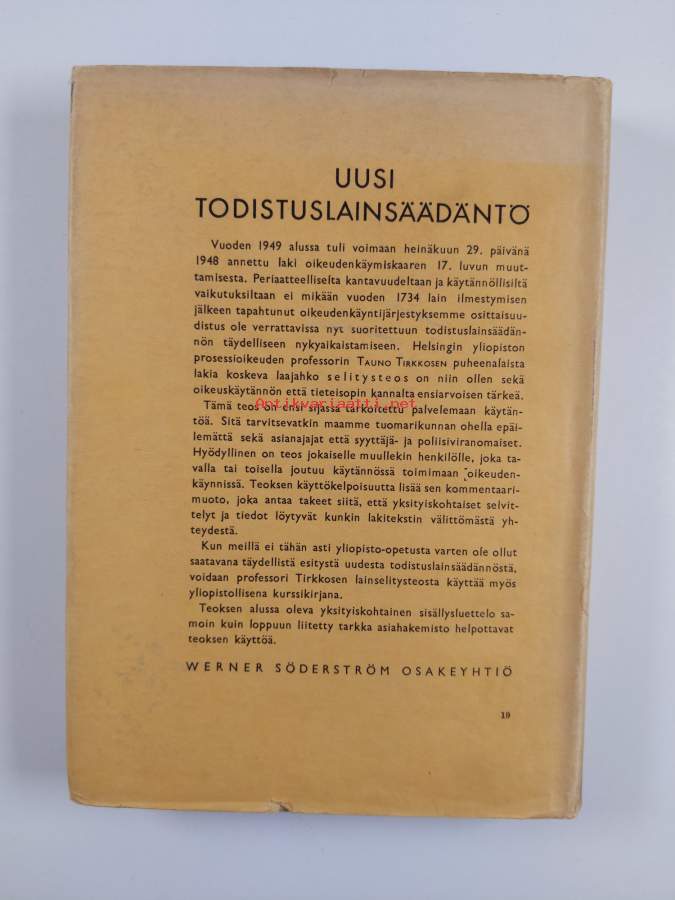 UUSI
TODISTUSLAINSÄÄDÄNTÖ
Vuoden 1949 alussa tuli voimaan heinäkuun 29. päivänä
1948 annettu laki oikeudenkäymiskaaren 17. luvun muut-
tamisesta. Periaatteelliselta kantavuudeltaan ja käytännöllisiltä
vaikutuksiltaan ei mikään vuoden 1734 lain ilmestymisen
jälkeen tapahtunut oikeudenkäyntijärjestyksemme osittaisuu-
distus ole verrattavissa nyt suoritettuun todistuslainsäädän-
nön täydelliseen nykyaikaistamiseen. Helsingin yliopiston
prosessioikeuden professorin TAUNO TIRKKOSEN puheenalaista
lakia koskeva laajahko selitysteos on niin ollen sekä
oikeuskäytännön että tieteisopin kannalta ensiarvoisen tärkeä.
Antikvariaatti.net
Tämä teos on ensi sijassa tarkoitettu palvelemaan käytän-
töä. Sitä tarvitsevatkin maamme tuomarikunnan ohella epäi-
lemättä sekä asianajajat että syyttäjä- ja poliisiviranomaiset.
Hyödyllinen on teos jokaiselle muullekin henkilölle, joka ta-
valla tai toisella joutuu käytännössä toimimaan oikeuden-
käynnissä. Teoksen käyttökelpoisuutta lisää sen kommentaari-
muoto, joka antaa takeet siitä, että yksityiskohtaiset selvit-
telyt ja tiedot löytyvät kunkin lakitekstin välittömästä yh-
teydestä.
Kun meillä ei tähän asti yliopisto-opetusta varten ole ollut
saatavana täydellistä esitystä uudesta todistuslainsäädännöstä,
voidaan professori Tirkkosen lainselitysteosta käyttää myös
yliopistollisena kurssikirjana.
Teoksen alussa oleva yksityiskohtainen sisällysluettelo sa-
moin kuin loppuun liitetty tarkka asiahakemisto helpottavat
teoksen käyttöä.
WERNER SÖDERSTRÖM OSAKEYHTIÖ
19